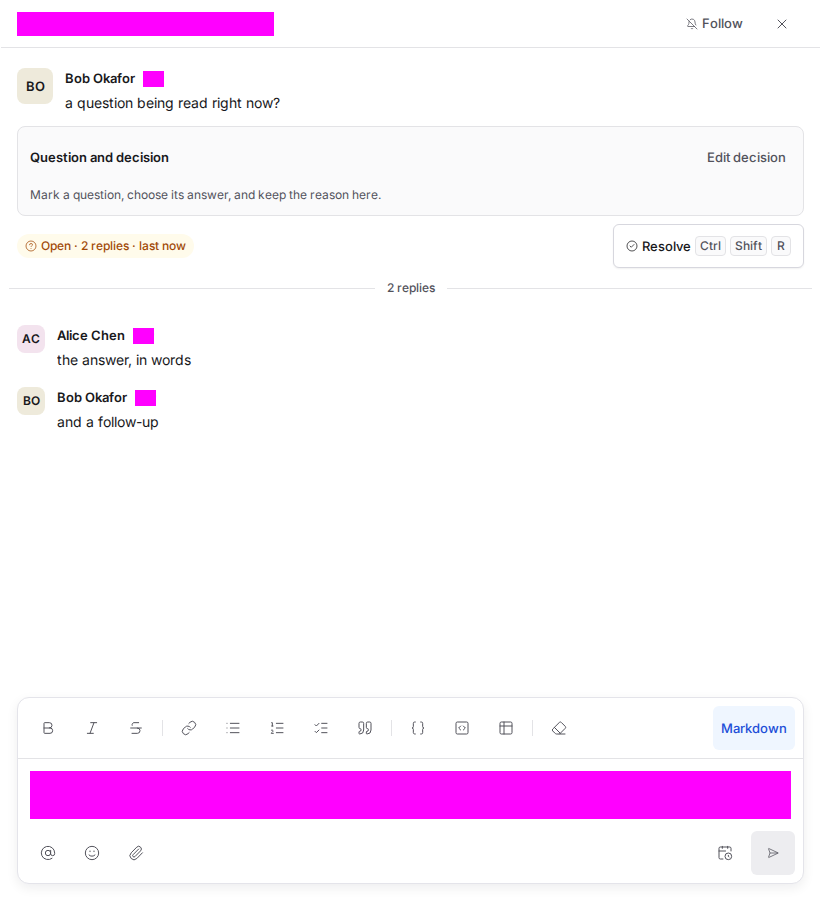 Follow
BO
Bob Okafor
a question being read right now?
Question and decision
Edit decision
Mark a question, choose its answer, and keep the reason here.
Open · 2 replies · last now
Resolve Ctrl Shift R
2 replies
AC
Alice Chen
the answer, in words
BO
Bob Okafor
and a follow-up
Markdown